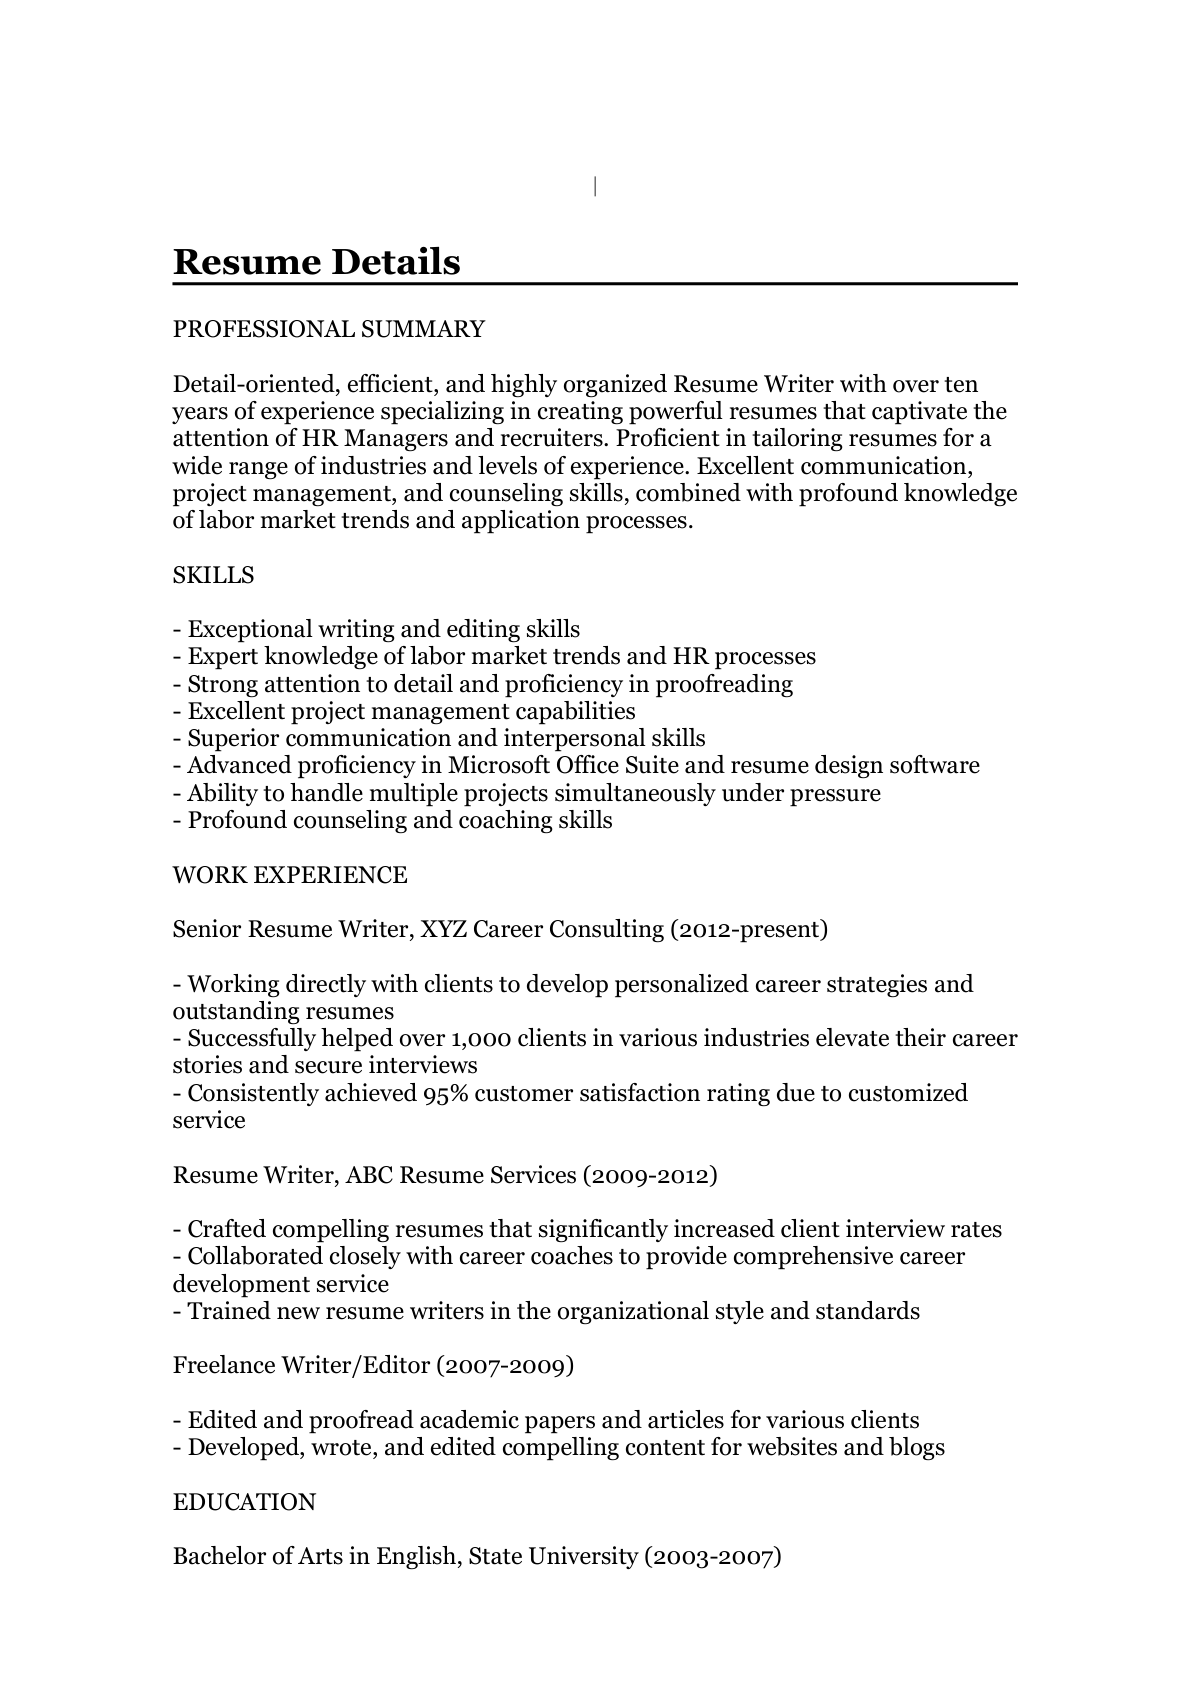 |
Resume Details
PROFESSIONAL SUMMARY
Detail-oriented, efficient, and highly organized Resume Writer with over ten
years of experience specializing in creating powerful resumes that captivate the
attention of HR Managers and recruiters. Proficient in tailoring resumes for a
wide range of industries and levels of experience. Excellent communication,
project management, and counseling skills, combined with profound knowledge
of labor market trends and application processes.
SKILLS
- Exceptional writing and editing skills
- Expert knowledge of labor market trends and HR processes
- Strong attention to detail and proficiency in proofreading
- Excellent project management capabilities
- Superior communication and interpersonal skills
- Advanced proficiency in Microsoft Office Suite and resume design software
- Ability to handle multiple projects simultaneously under pressure
- Profound counseling and coaching skills
WORK EXPERIENCE
Senior Resume Writer, XYZ Career Consulting (2012-present)
- Working directly with clients to develop personalized career strategies and
outstanding resumes
- Successfully helped over 1,000 clients in various industries elevate their career
stories and secure interviews
- Consistently achieved 95% customer satisfaction rating due to customized
service
Resume Writer, ABC Resume Services (2009-2012)
- Crafted compelling resumes that significantly increased client interview rates
- Collaborated closely with career coaches to provide comprehensive career
development service
- Trained new resume writers in the organizational style and standards
Freelance Writer/Editor (2007-2009)
- Edited and proofread academic papers and articles for various clients
- Developed, wrote, and edited compelling content for websites and blogs
EDUCATION
Bachelor of Arts in English, State University (2003-2007)